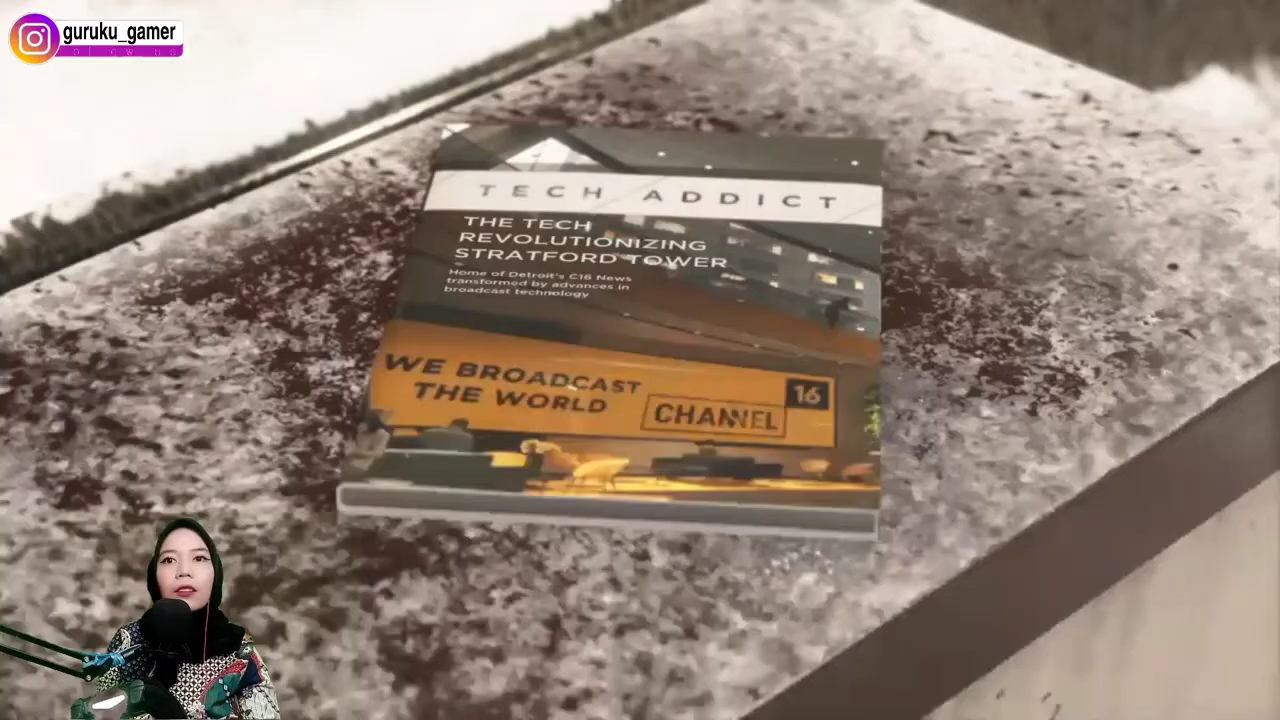 guruku_gamer
TECH ADDICT
THE TECH
REVOLUTIONIZING
STRATFORD TOWER
Home of Detroit's C16 News
transformed by advances in
broadcast technology
WE BROADCAST
THE WORLD
CHANNEL
16